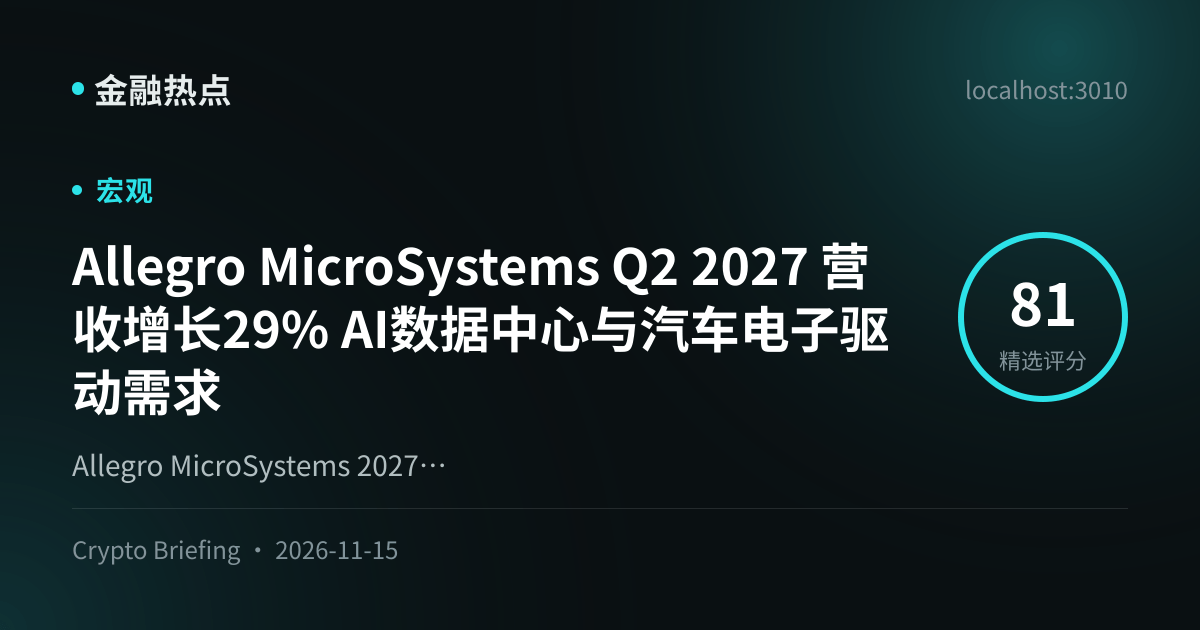 金融热点
localhost:3010
宏观
Allegro MicroSystems Q2 2027 营
收增长29% AI数据中心与汽车电子驱
动需求
81
精选评分
Allegro MicroSystems 2027…
Crypto Briefing · 2026-11-15